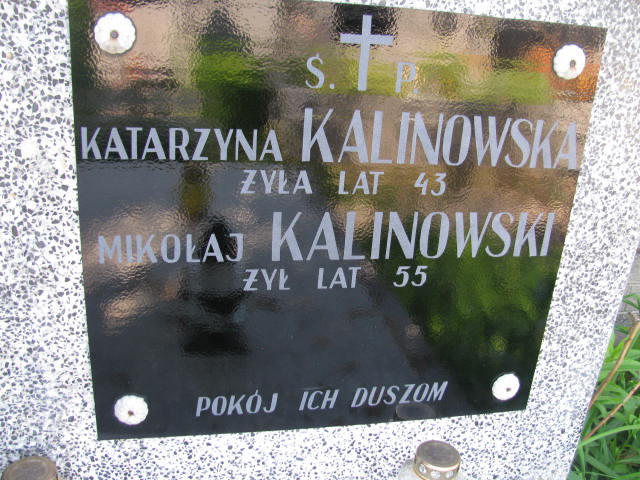 Ś. P
KATARZYNA KALINOWSKA
ŻYŁA LAT 43
MIKOŁAJ KALINOWSKI
ŻYŁ LAT 55
POKÓJ ICH DUSZOM